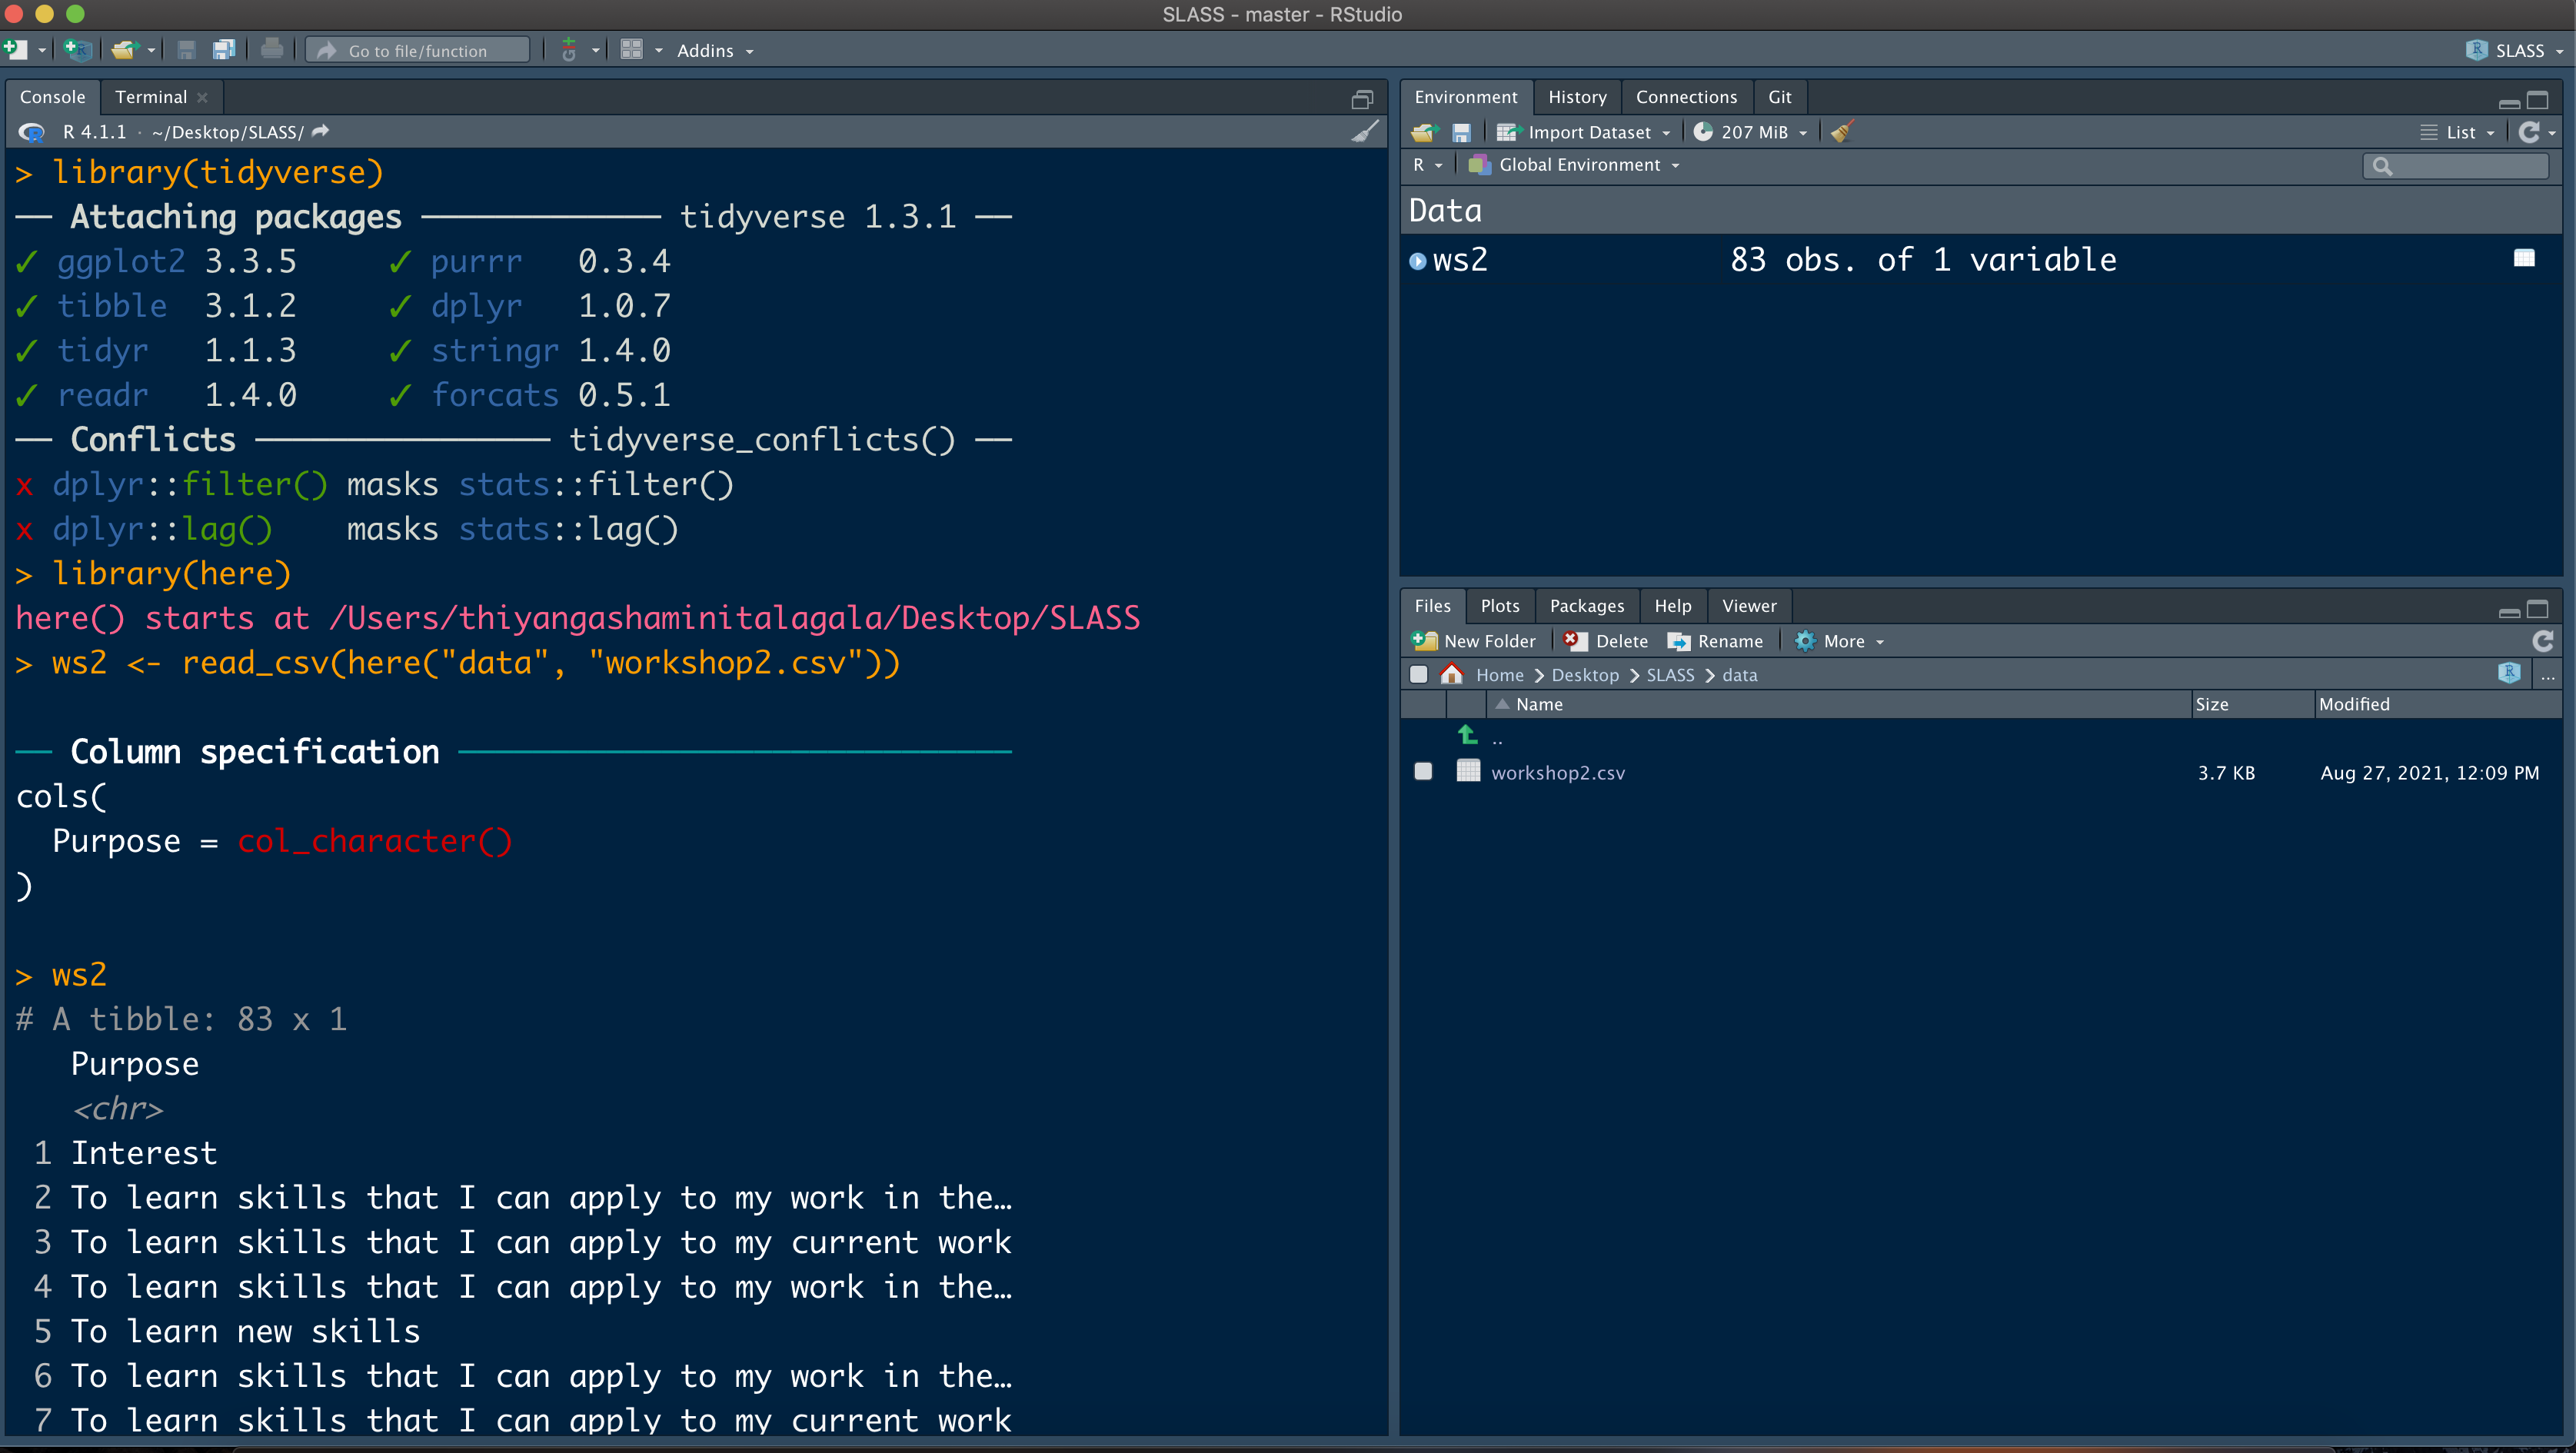 SLASS - master - RStudio
Go to file/function
Addins
SLASS
Console Terminal
R 4.1.1 · ~/Desktop/SLASS/
> library(tidyverse)
── Attaching packages ───────────── tidyverse 1.3.1 ──
✓ ggplot2 3.3.5     ✓ purrr   0.3.4
✓ tibble  3.1.2     ✓ dplyr   1.0.7
✓ tidyr   1.1.3     ✓ stringr 1.4.0
✓ readr   1.4.0     ✓ forcats 0.5.1
── Conflicts ──────────────── tidyverse_conflicts() ──
x dplyr::filter() masks stats::filter()
x dplyr::lag()    masks stats::lag()
> library(here)
here() starts at /Users/thiyangashaminitalagala/Desktop/SLASS
> ws2 <- read_csv(here("data", "workshop2.csv"))
── Column specification ──────────────────────────────
cols(
  Purpose = col_character()
)
> ws2
# A tibble: 83 x 1
   Purpose
   <chr>
 1 Interest
 2 To learn skills that I can apply to my work in the…
 3 To learn skills that I can apply to my current work
 4 To learn skills that I can apply to my work in the…
 5 To learn new skills
 6 To learn skills that I can apply to my work in the…
 7 To learn skills that I can apply to my current work
Environment History Connections Git
Import Dataset 207 MiB List
R Global Environment
Data
ws2 83 obs. of 1 variable
Files Plots Packages Help Viewer
New Folder Delete Rename More
Home Desktop SLASS data
...
Name Size Modified
..
workshop2.csv 3.7 KB Aug 27, 2021, 12:09 PM